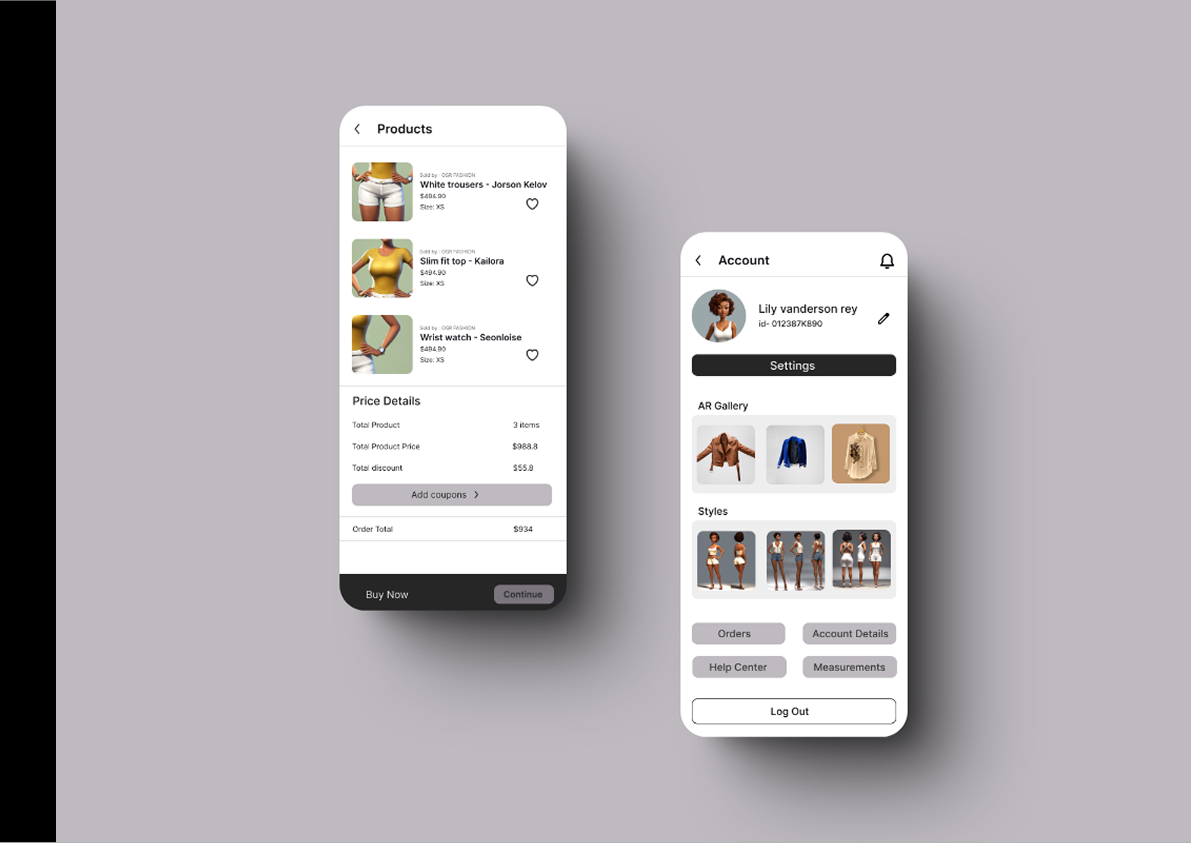 Products
Sold by : OSR FASHION
White trousers - Jorson Kelov
$494.90
Size: XS
Sold by : OSR FASHION
Slim fit top - Kailora
$494.90
Size: XS
Sold by : OSR FASHION
Wrist watch - Seonloise
$494.90
Size: XS
Price Details
Total Product 3 items
Total Product Price $988.8
Total discount $55.8
Add coupons
Order Total $934
Buy Now Continue
Account
Lily vanderson rey
id- 012387K890
Settings
AR Gallery
Styles
Orders Account Details
Help Center Measurements
Log Out